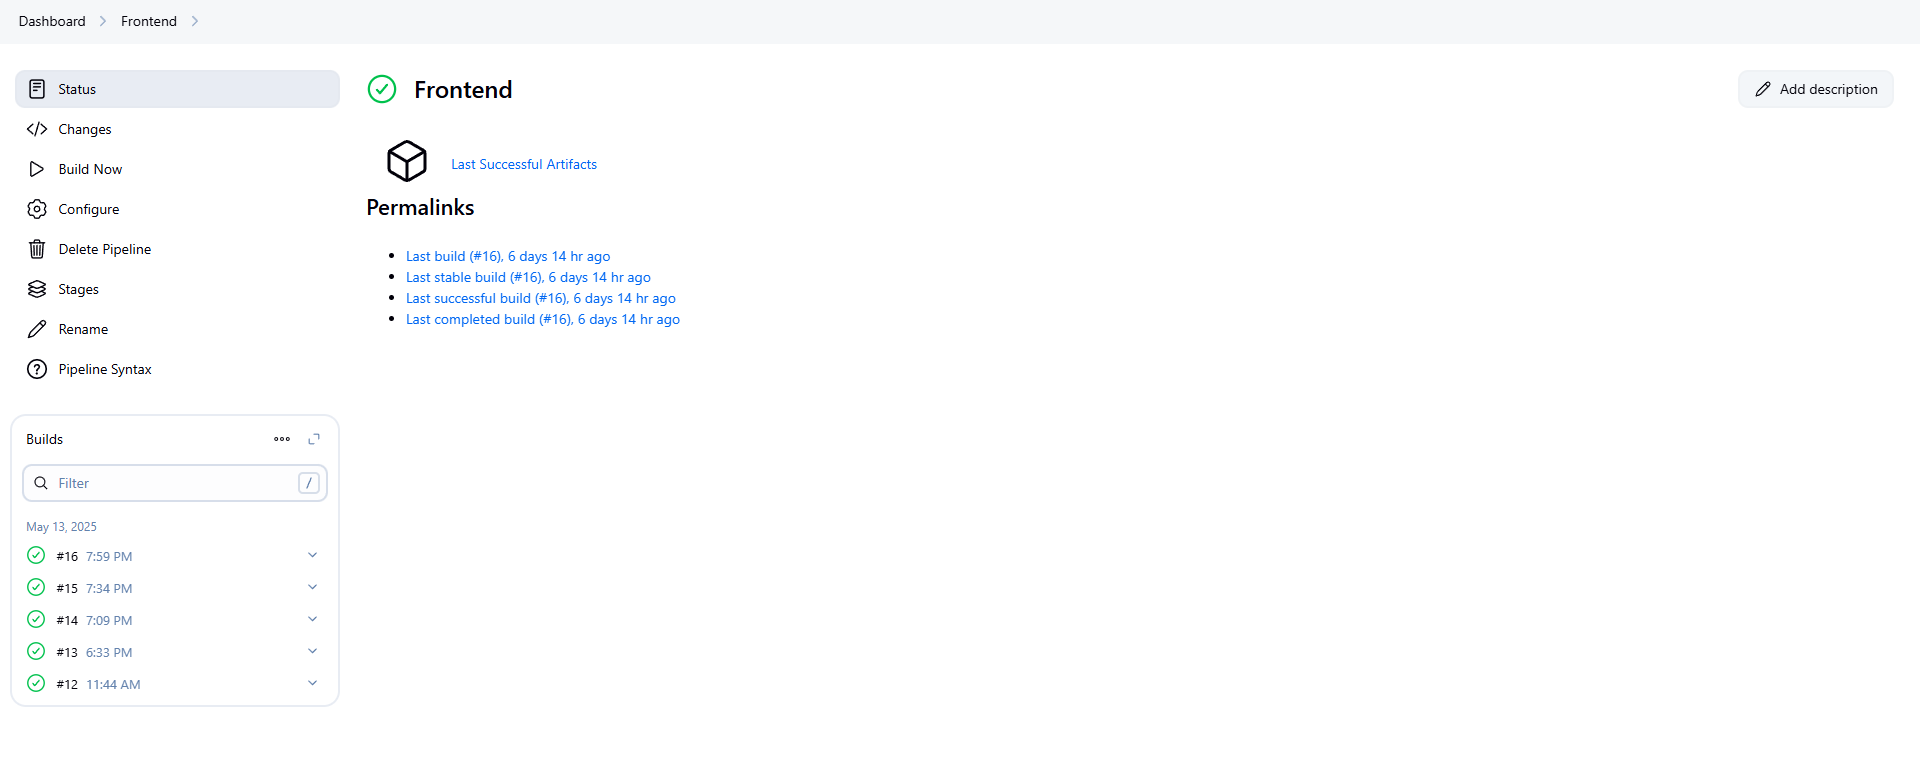 Dashboard
Frontend
Status
Changes
Build Now
Configure
Delete Pipeline
Stages
Rename
Pipeline Syntax
Builds
Filter
/
May 13, 2025
#16 7:59 PM
#15 7:34 PM
#14 7:09 PM
#13 6:33 PM
#12 11:44 AM
Frontend
Add description
Last Successful Artifacts
Permalinks
Last build (#16), 6 days 14 hr ago
Last stable build (#16), 6 days 14 hr ago
Last successful build (#16), 6 days 14 hr ago
Last completed build (#16), 6 days 14 hr ago